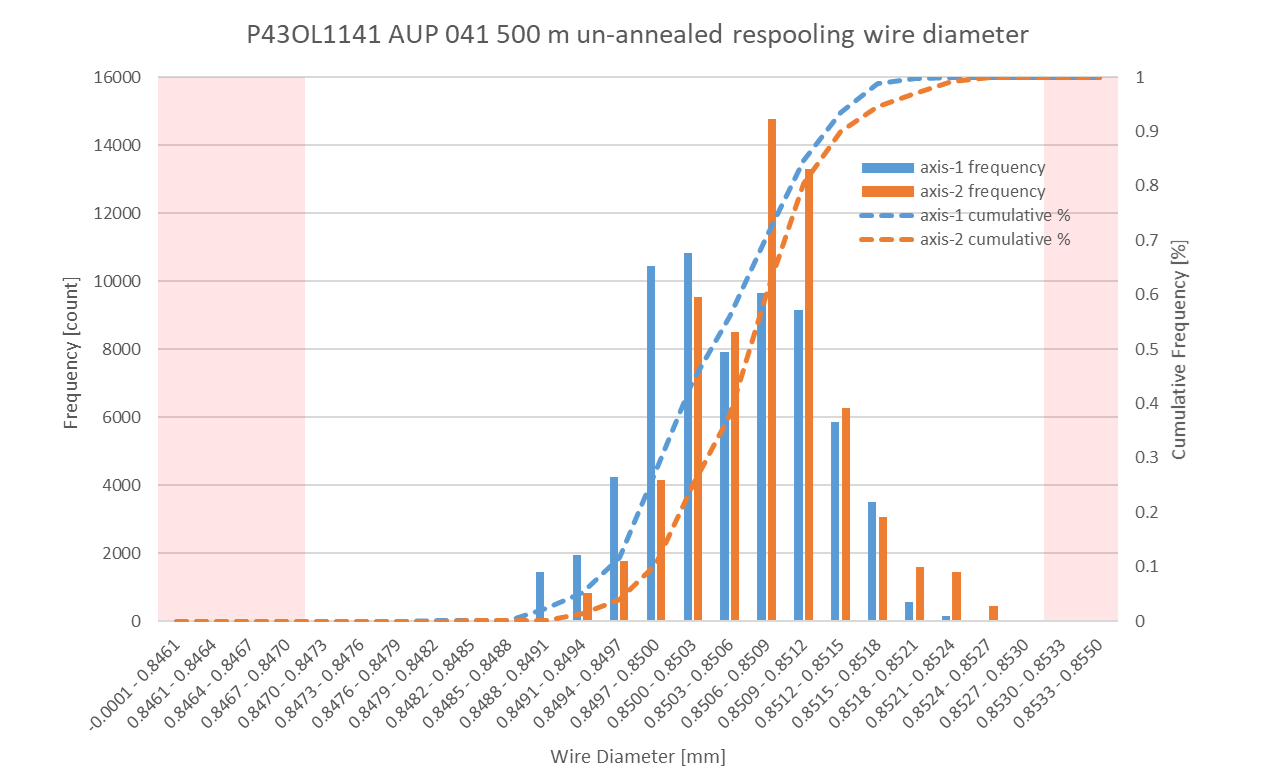 P43OL1141 AUP 041 500 m un-annealed respooling wire diameter
16000
14000
12000
10000
8000
6000
4000
2000
0
Frequency [count]
1
0.9
0.8
0.7
0.6
0.5
0.4
0.3
0.2
0.1
0
Cumulative Frequency [%]
axis-1 frequency
axis-2 frequency
axis-1 cumulative %
axis-2 cumulative %
-0.0001 - 0.8461
0.8461 - 0.8464
0.8464 - 0.8467
0.8467 - 0.8470
0.8470 - 0.8473
0.8473 - 0.8476
0.8476 - 0.8479
0.8479 - 0.8482
0.8482 - 0.8485
0.8485 - 0.8488
0.8488 - 0.8491
0.8491 - 0.8494
0.8494 - 0.8497
0.8497 - 0.8500
0.8500 - 0.8503
0.8503 - 0.8506
0.8506 - 0.8509
0.8509 - 0.8512
0.8512 - 0.8515
0.8515 - 0.8518
0.8518 - 0.8521
0.8521 - 0.8524
0.8524 - 0.8527
0.8527 - 0.8530
0.8530 - 0.8533
0.8533 - 0.8550
Wire Diameter [mm]